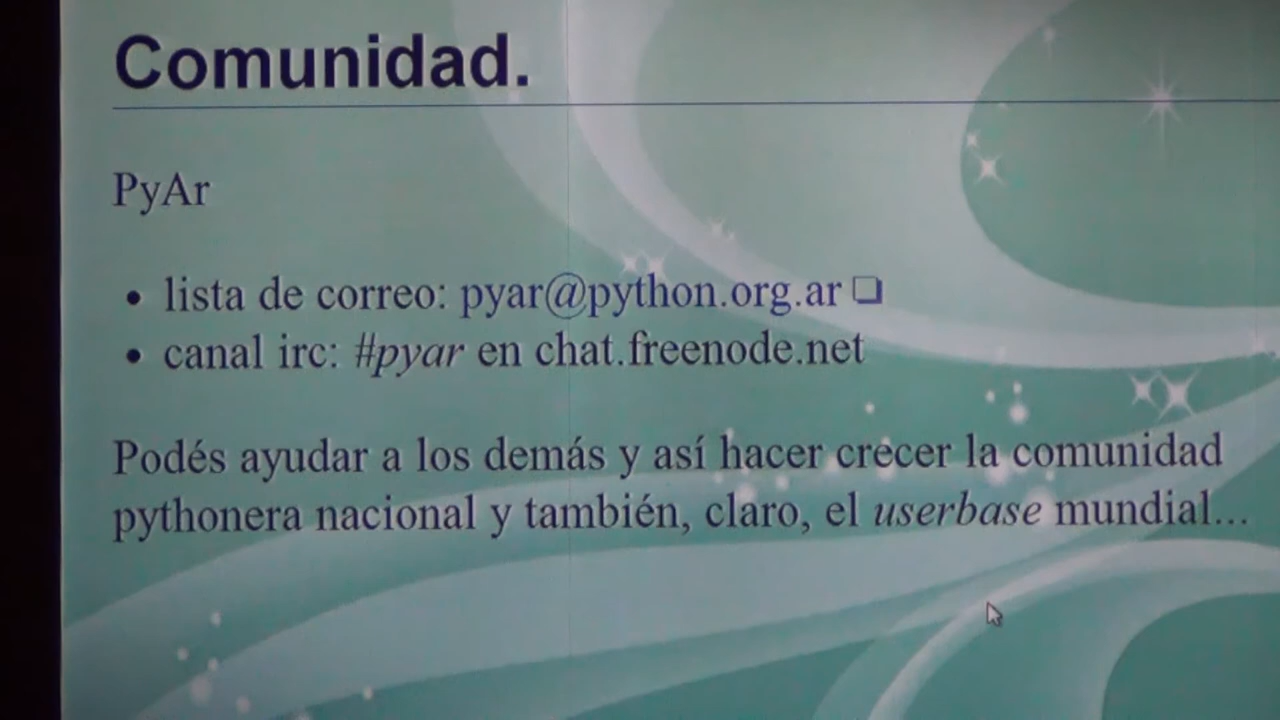 Comunidad.
PyAr
• lista de correo: pyar@python.org.ar
• canal irc: #pyar en chat.freenode.net
Podés ayudar a los demás y así hacer crecer la comunidad
pythonera nacional y también, claro, el userbase mundial...